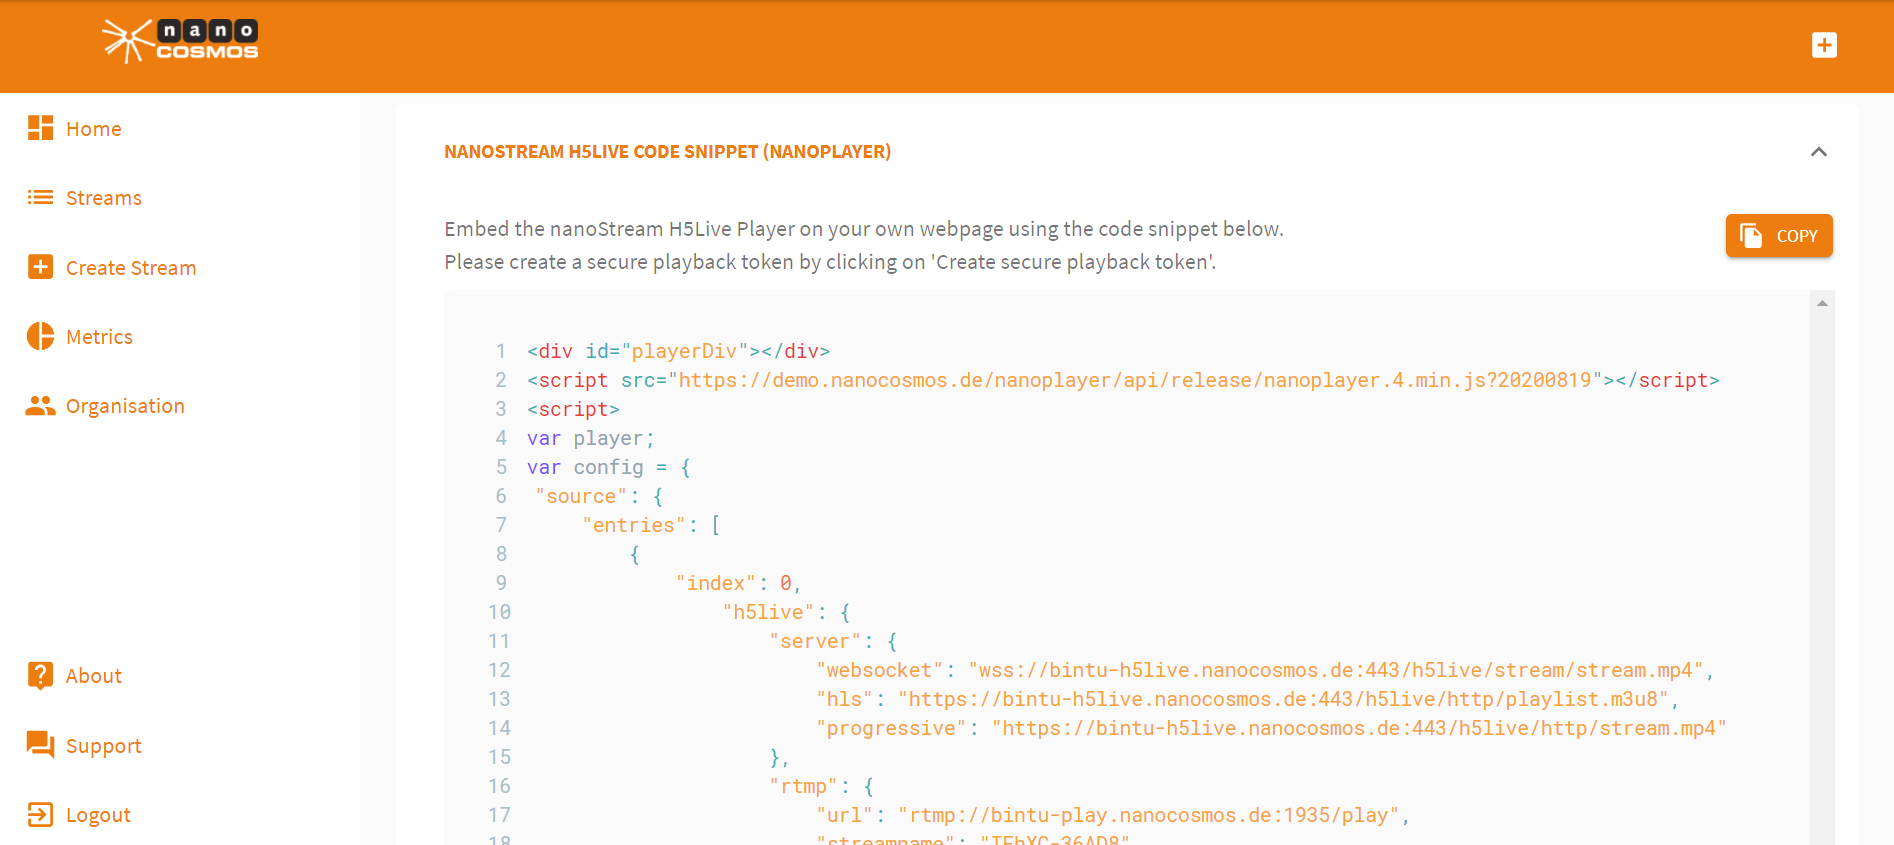 nano
COSMOS
Home
Streams
Create Stream
Metrics
Organisation
About
Support
Logout
NANOSTREAM H5LIVE CODE SNIPPET (NANOPLAYER)
Embed the nanoStream H5Live Player on your own webpage using the code snippet below.
Please create a secure playback token by clicking on 'Create secure playback token'.
COPY
1 <div id="playerDiv"></div>
2 <script src="https://demo.nanocosmos.de/nanoplayer/api/release/nanoplayer.4.min.js?20200819"></script>
3 <script>
4 var player;
5 var config = {
6 "source": {
7 "entries": [
8 {
9 "index": 0,
10 "h5live": {
11 "server": {
12 "websocket": "wss://bintu-h5live.nanocosmos.de:443/h5live/stream/stream.mp4",
13 "hls": "https://bintu-h5live.nanocosmos.de:443/h5live/http/playlist.m3u8",
14 "progressive": "https://bintu-h5live.nanocosmos.de:443/h5live/http/stream.mp4"
15 },
16 "rtmp": {
17 "url": "rtmp://bintu-play.nanocosmos.de:1935/play",
18 "streamname":